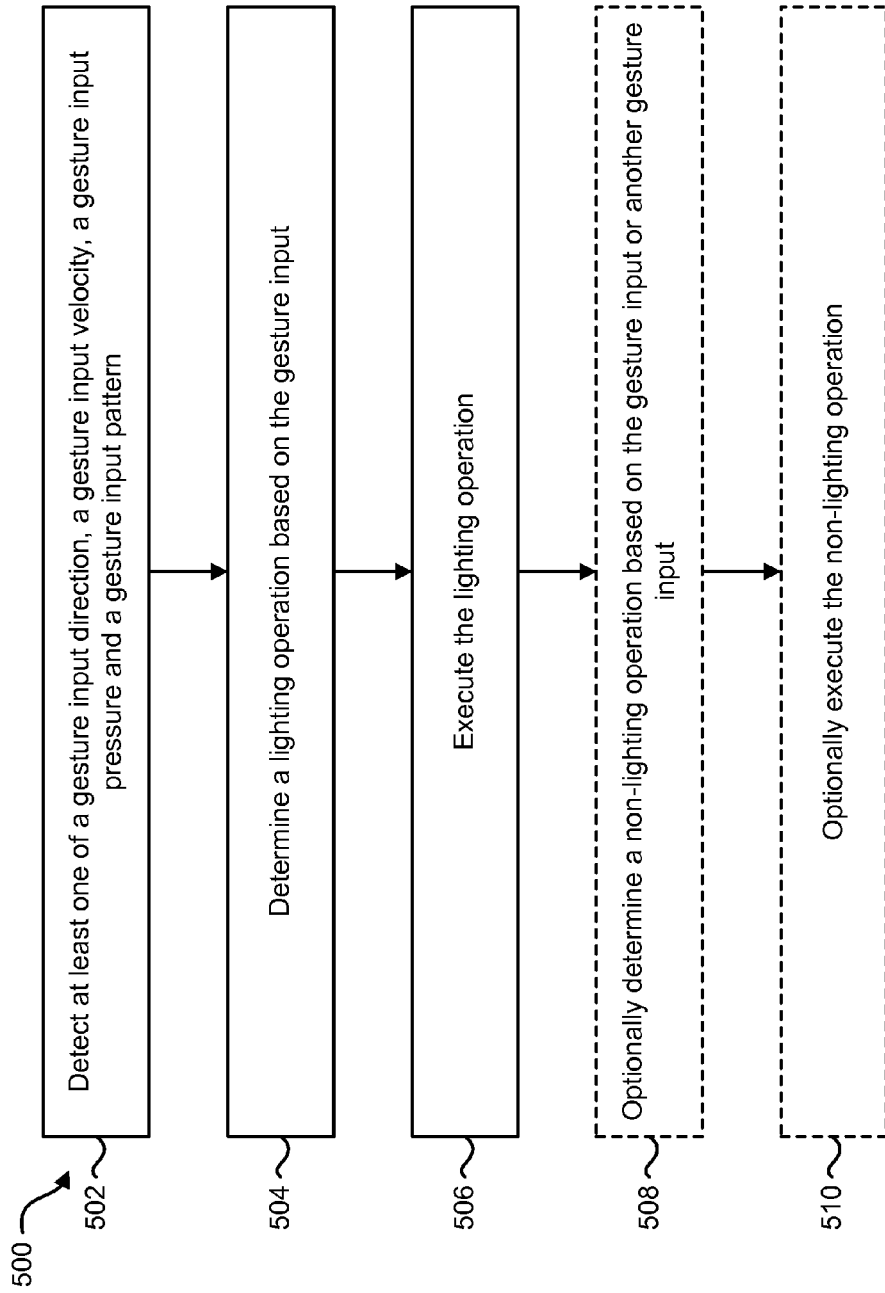 500
502
Detect at least one of a gesture input direction, a gesture input velocity, a gesture input
pressure and a gesture input pattern
504
Determine a lighting operation based on the gesture input
506
Execute the lighting operation
508
Optionally determine a non-lighting operation based on the gesture input or another gesture
input
510
Optionally execute the non-lighting operation